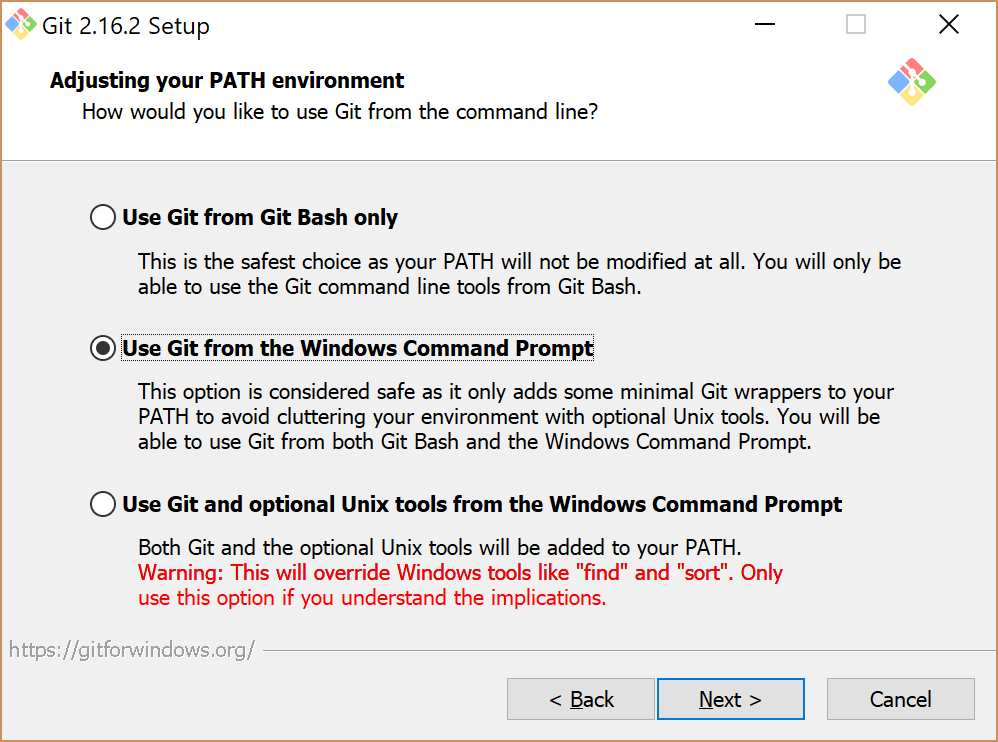 Git 2.16.2 Setup
Adjusting your PATH environment
How would you like to use Git from the command line?
Use Git from Git Bash only
This is the safest choice as your PATH will not be modified at all. You will only be
able to use the Git command line tools from Git Bash.
Use Git from the Windows Command Prompt
This option is considered safe as it only adds some minimal Git wrappers to your
PATH to avoid cluttering your environment with optional Unix tools. You will be
able to use Git from both Git Bash and the Windows Command Prompt.
Use Git and optional Unix tools from the Windows Command Prompt
Both Git and the optional Unix tools will be added to your PATH.
Warning: This will override Windows tools like "find" and "sort". Only
use this option if you understand the implications.
https://gitforwindows.org/
< Back
Next >
Cancel